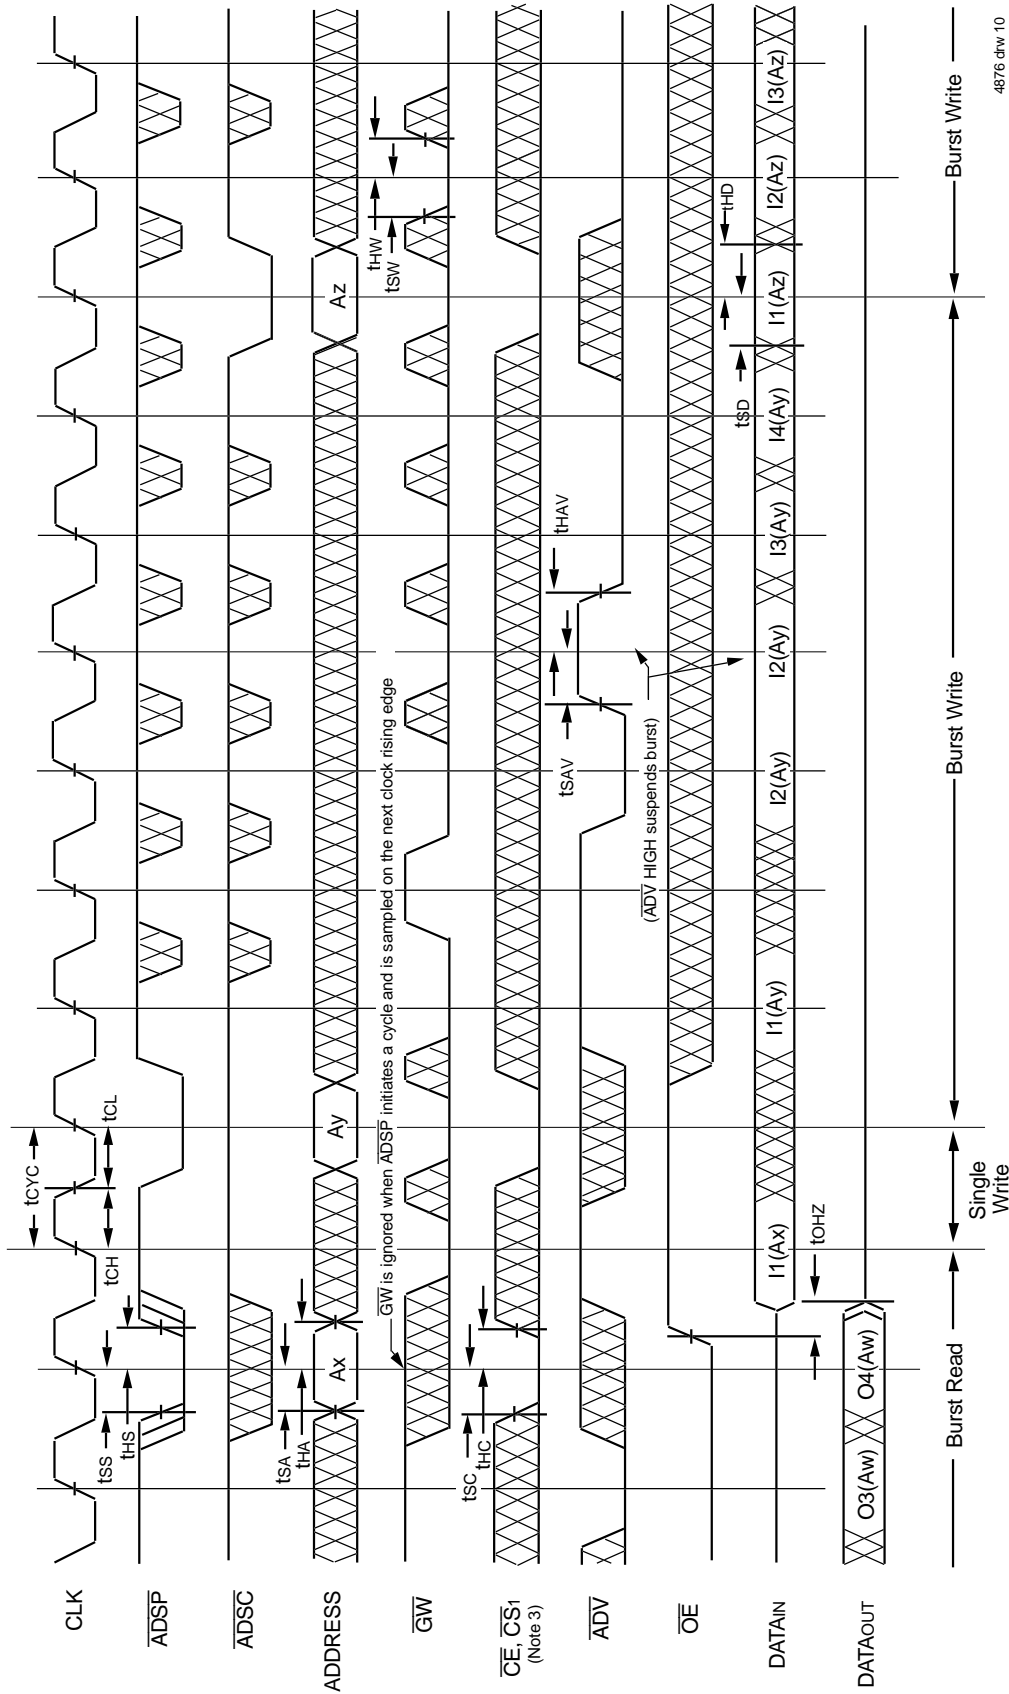 CLK
tCYC
tCH
tCL
ADSP
tSS
tHS
ADSC
ADDRESS
Ax
Ay
Az
tSA
tHA
GW
GW is ignored when ADSP initiates a cycle and is sampled on the next clock rising edge
tHW
tSW
CE, CS1
(Note 3)
tSC
tHC
ADV
tSAV
tHAV
(ADV HIGH suspends burst)
OE
DATAIN
I1(Ax)
I1(Ay)
I2(Ay)
I2(Ay)
I3(Ay)
I4(Ay)
I1(Az)
I2(Az)
I3(Az)
tSD
tHD
DATAOUT
O3(Aw)
O4(Aw)
tOHZ
Burst Read
Single
Write
Burst Write
Burst Write
4876 drw 10